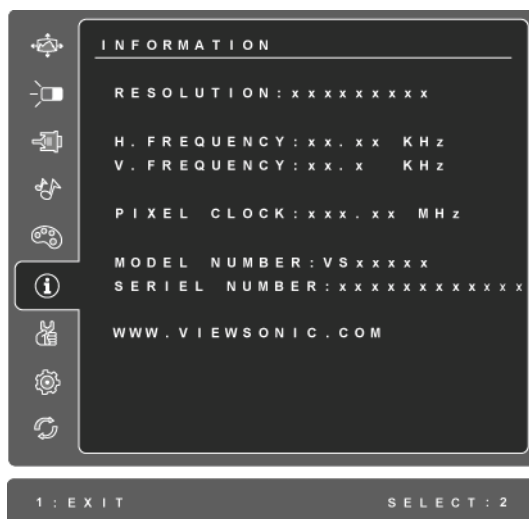 INFORMATION
RESOLUTION:xxxxxxxxx
H. FREQUENCY:xx.xx KHz
V. FREQUENCY:xx.x KHz
PIXEL CLOCK:xxx.xx MHz
MODEL NUMBER:VSxxxxx
SERIEL NUMBER:xxxxxxxxxxxx
WWW.VIEWSONIC.COM
1:EXIT SELECT:2